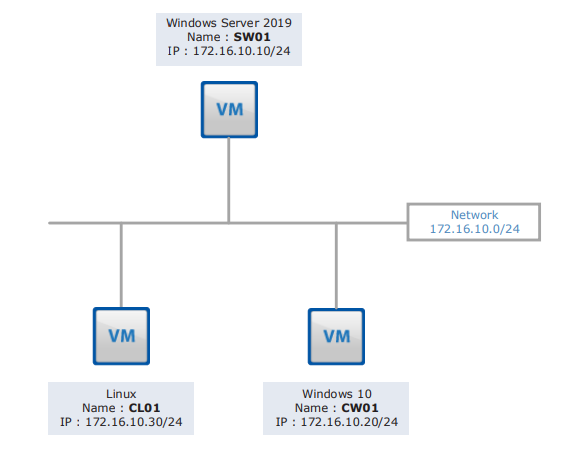 Windows Server 2019
Name : SW01
IP : 172.16.10.10/24
VM
Network
172.16.10.0/24
VM
VM
Linux
Name : CL01
IP : 172.16.10.30/24
Windows 10
Name : CW01
IP : 172.16.10.20/24